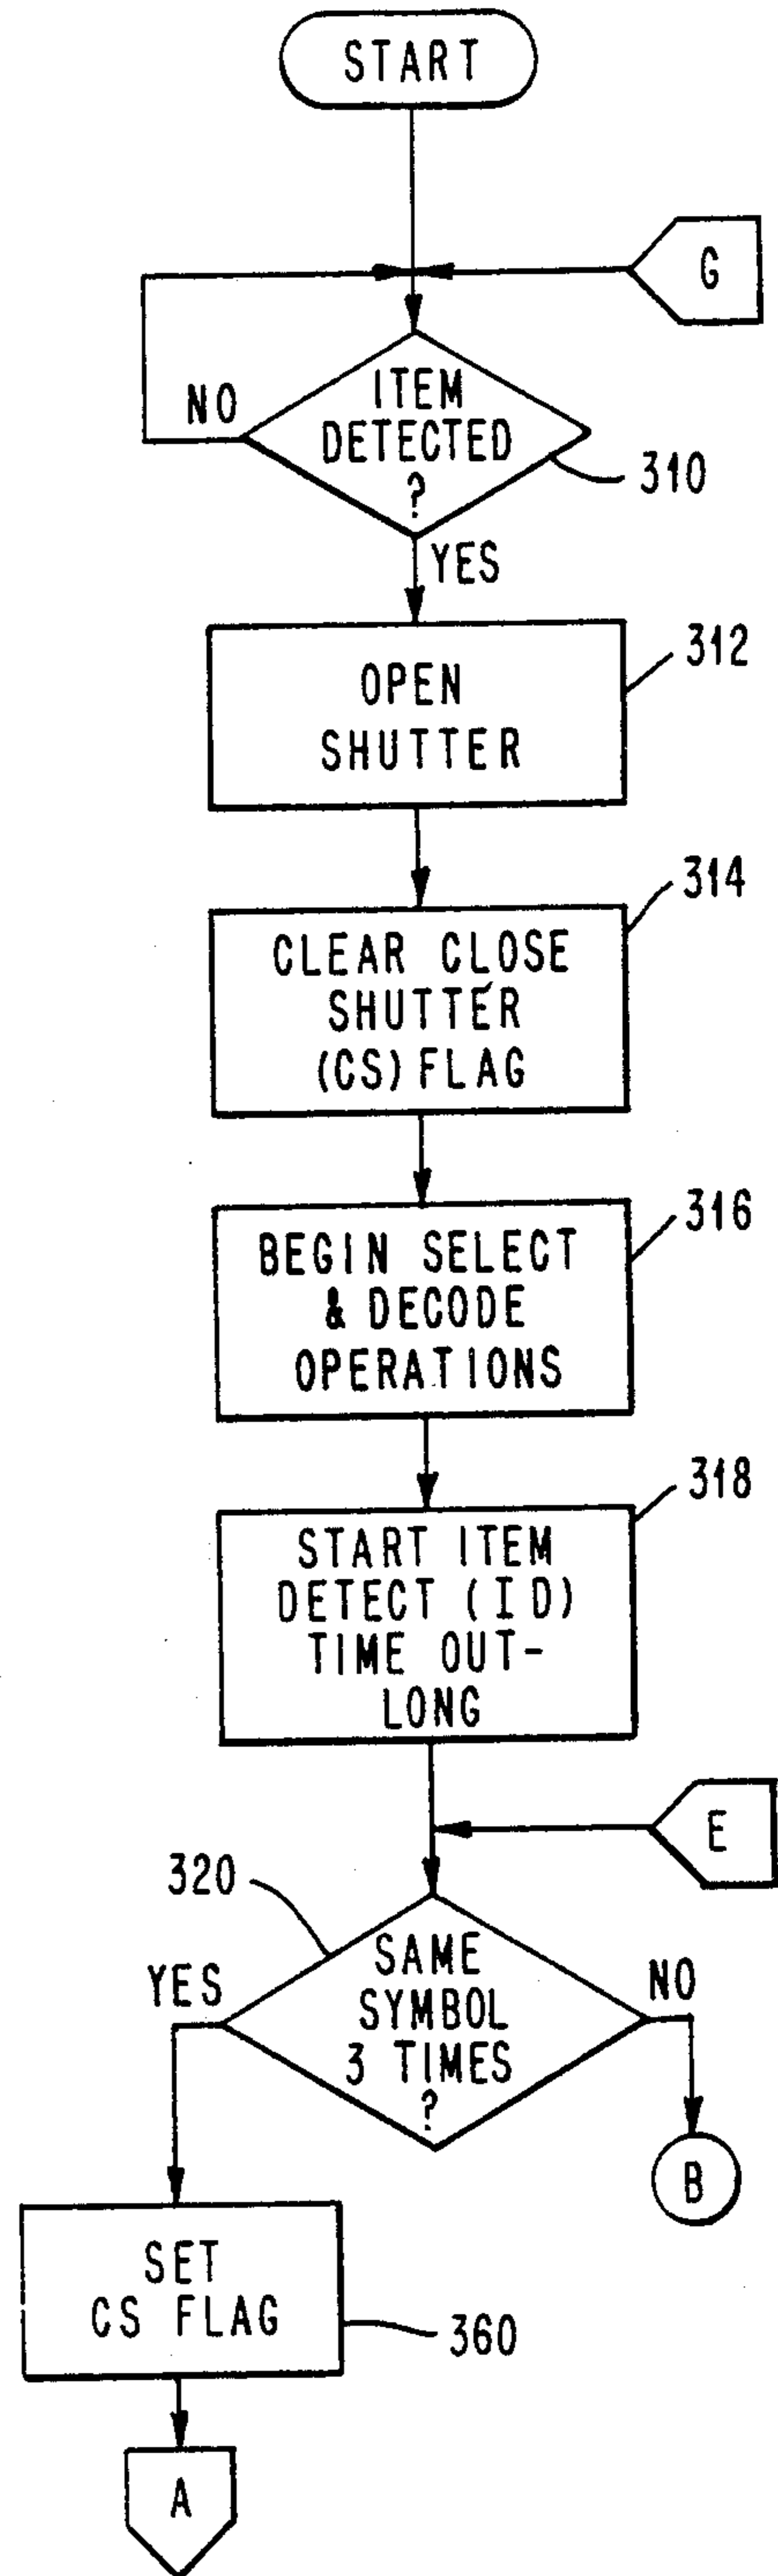 START
G
NO
ITEM
DETECTED
?
310
YES
312
OPEN
SHUTTER
314
CLEAR CLOSE
SHUTTER
(CS) FLAG
316
BEGIN SELECT
& DECODE
OPERATIONS
318
START ITEM
DETECT (ID)
TIME OUT-
LONG
E
320
YES
SAME
SYMBOL
3 TIMES
?
NO
B
SET
CS FLAG
360
A